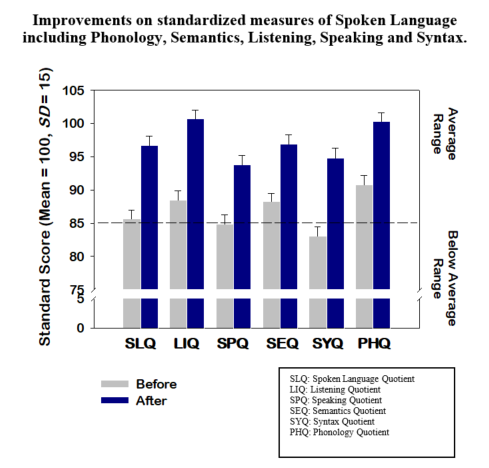 Improvements on standardized measures of Spoken Language
including Phonology, Semantics, Listening, Speaking and Syntax.
Standard Score (Mean = 100, SD = 15)
105
100
95
90
85
80
75
5
0
Average
Range
Below Average
Range
SLQ LIQ SPQ SEQ SYQ PHQ
Before
After
SLQ: Spoken Language Quotient
LIQ: Listening Quotient
SPQ: Speaking Quotient
SEQ: Semantics Quotient
SYQ: Syntax Quotient
PHQ: Phonology Quotient